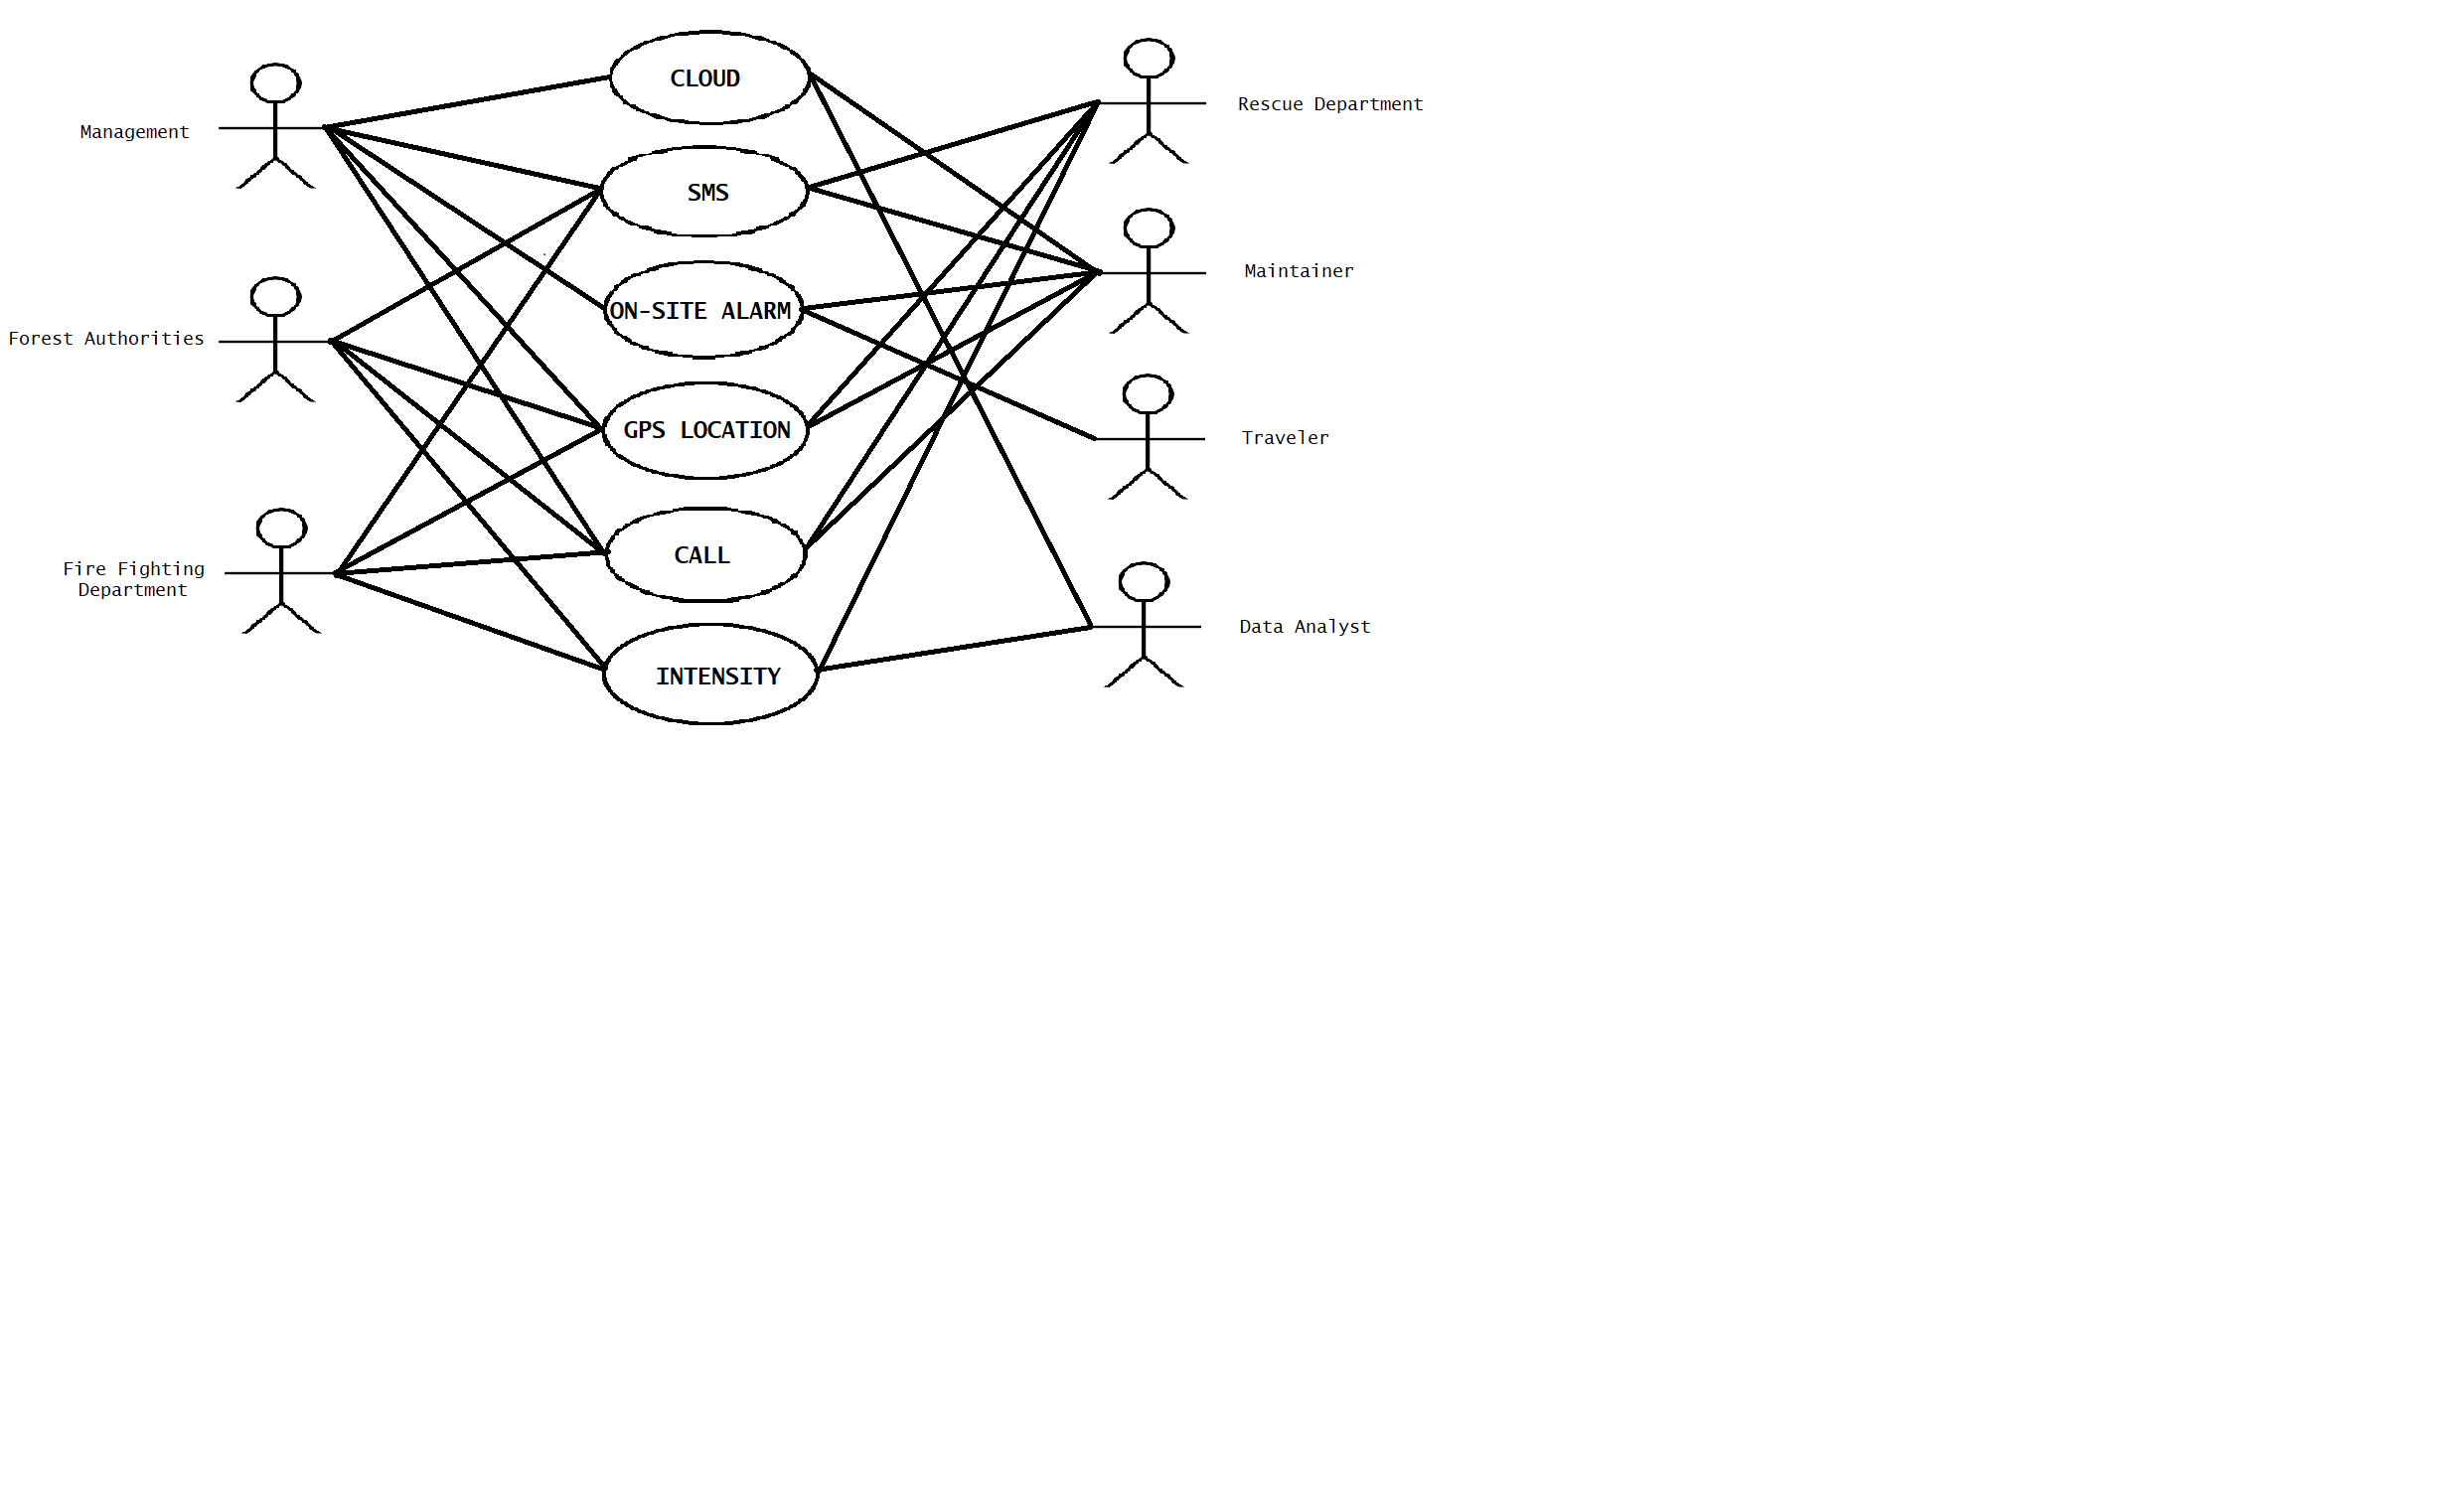 CLOUD
Rescue Department
Management
SMS
Maintainer
ON-SITE ALARM
Forest Authorities
GPS LOCATION
Traveler
CALL
Fire Fighting
Department
Data Analyst
INTENSITY